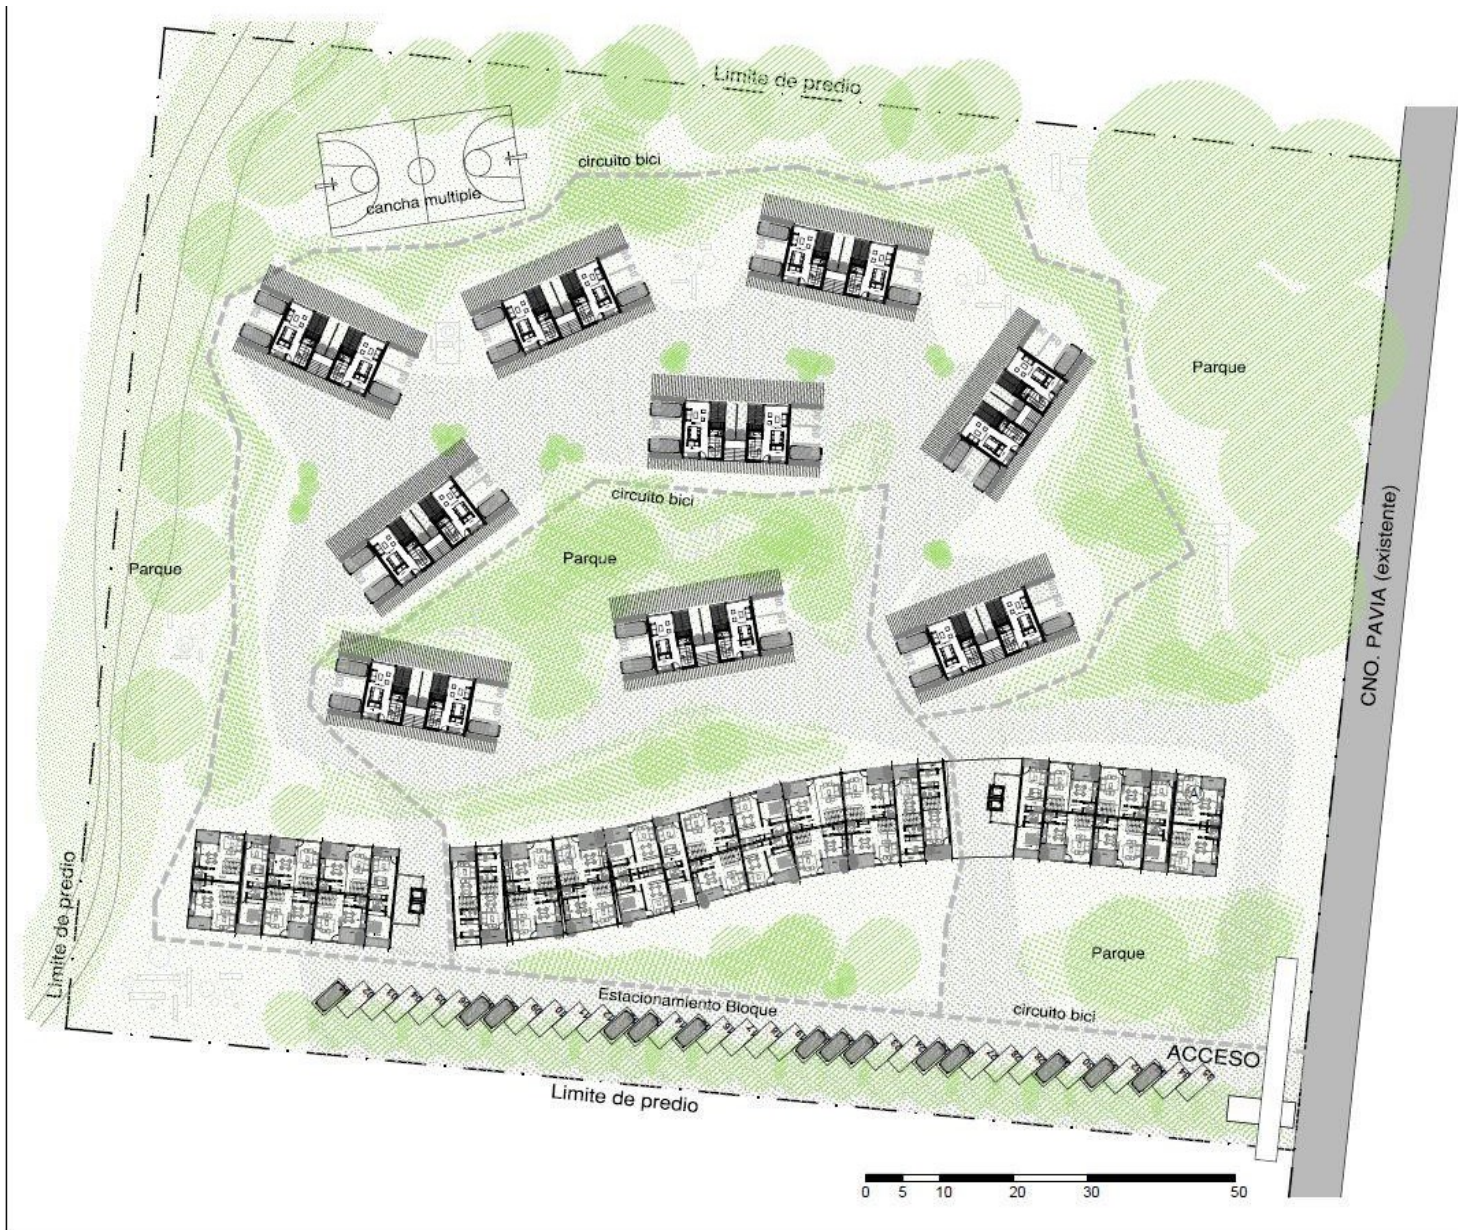 Limite de predio
circuito bici
cancha multiple
Parque
circuito bici
Parque
Parque
CNO. PAVIA (existente)
Limite de predio
Parque
Estacionamiento Bloque
circuito bici
ACCESO
Limite de predio
0 5 10 20 30 50